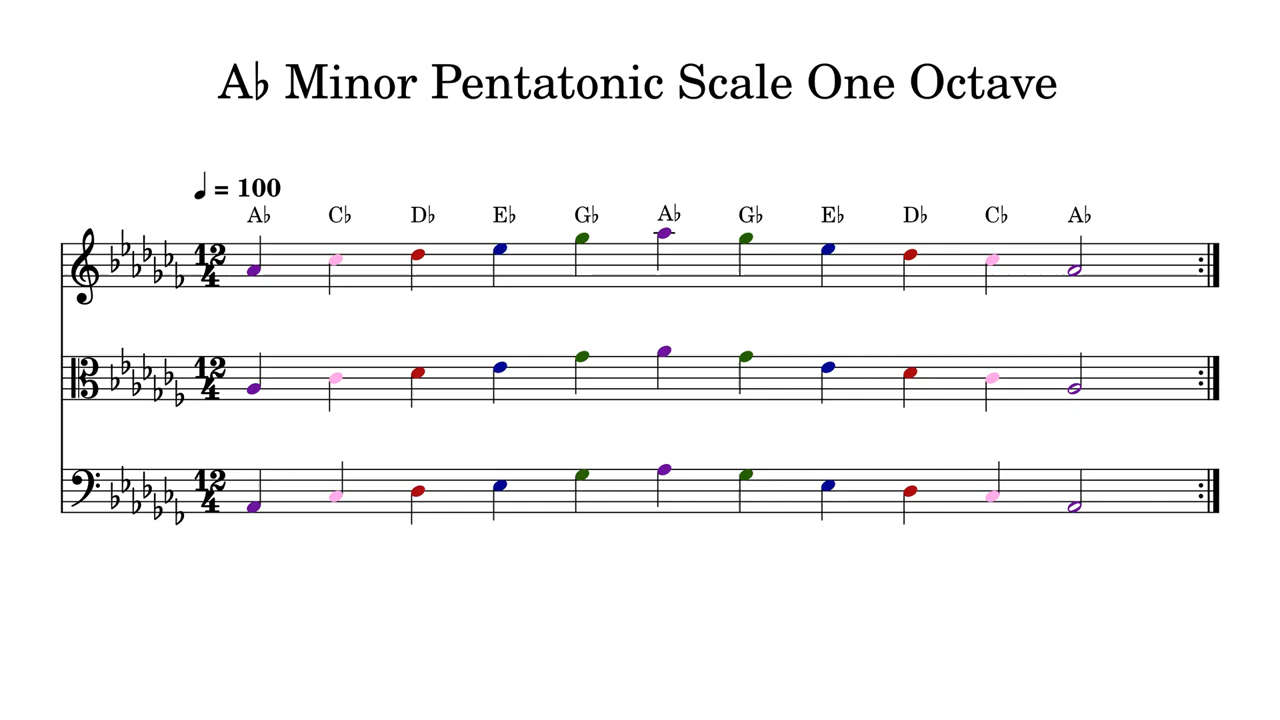 A♭ Minor Pentatonic Scale One Octave
♩ = 100
A♭ C♭ D♭ E♭ G♭ A♭ G♭ E♭ D♭ C♭ A♭
12
4
12
4
12
4